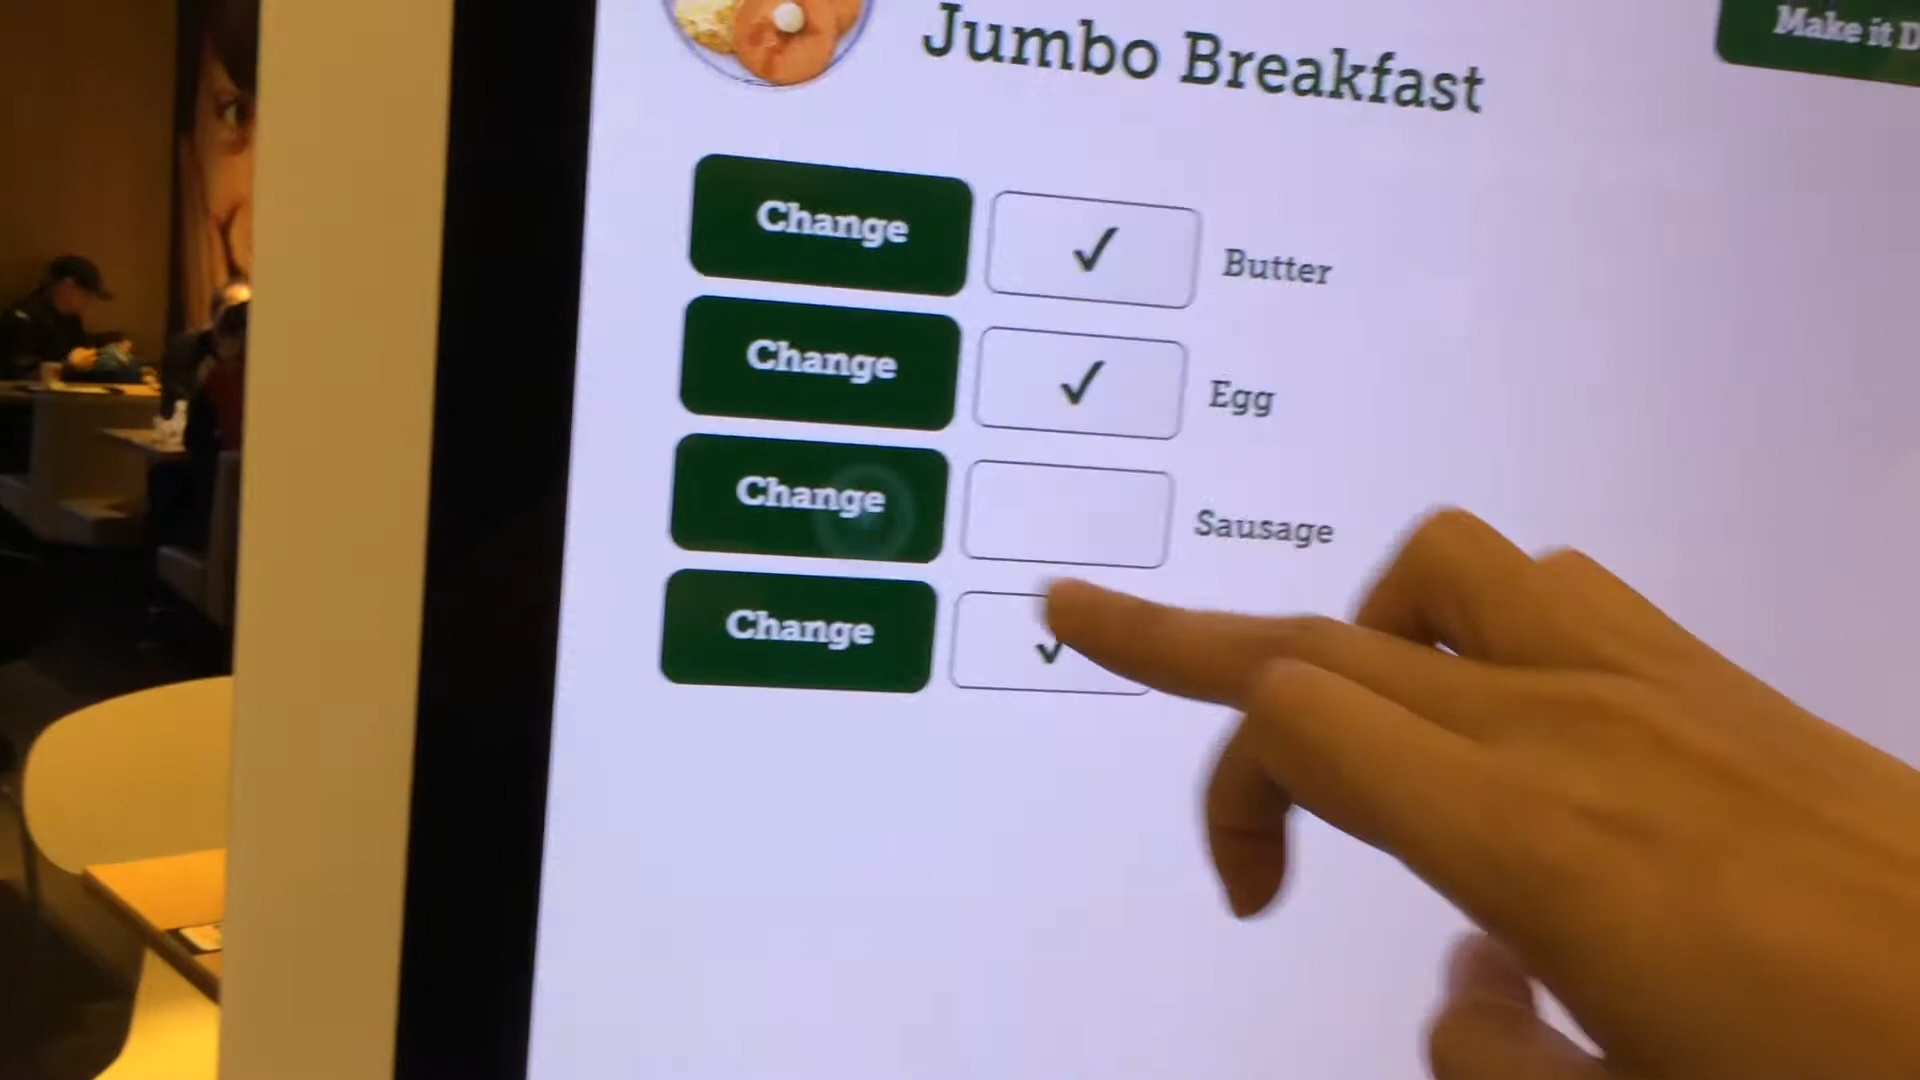 Make it D
Jumbo Breakfast
Change ✓ Butter
Change ✓ Egg
Change Sausage
Change ✓